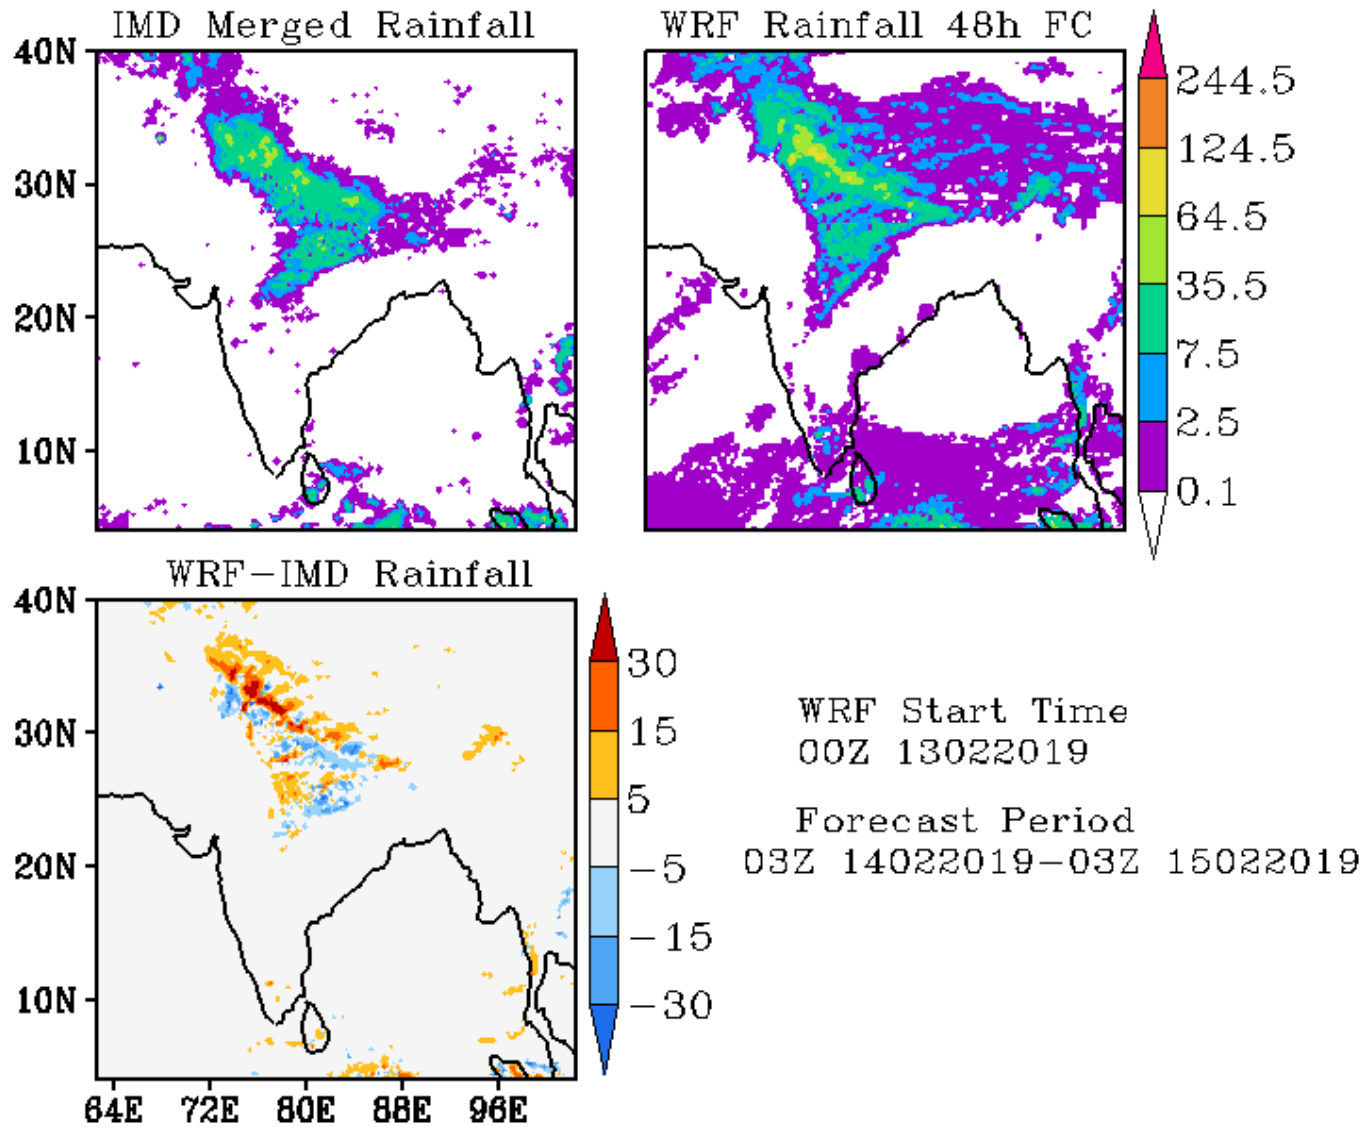 IMD Merged Rainfall
WRF Rainfall 48h FC
40N
30N
20N
10N
244.5
124.5
64.5
35.5
7.5
2.5
0.1
WRF-IMD Rainfall
40N
30N
20N
10N
64E 72E 80E 88E 96E
30
15
5
-5
-15
-30
WRF Start Time
00Z 13022019
Forecast Period
03Z 14022019-03Z 15022019